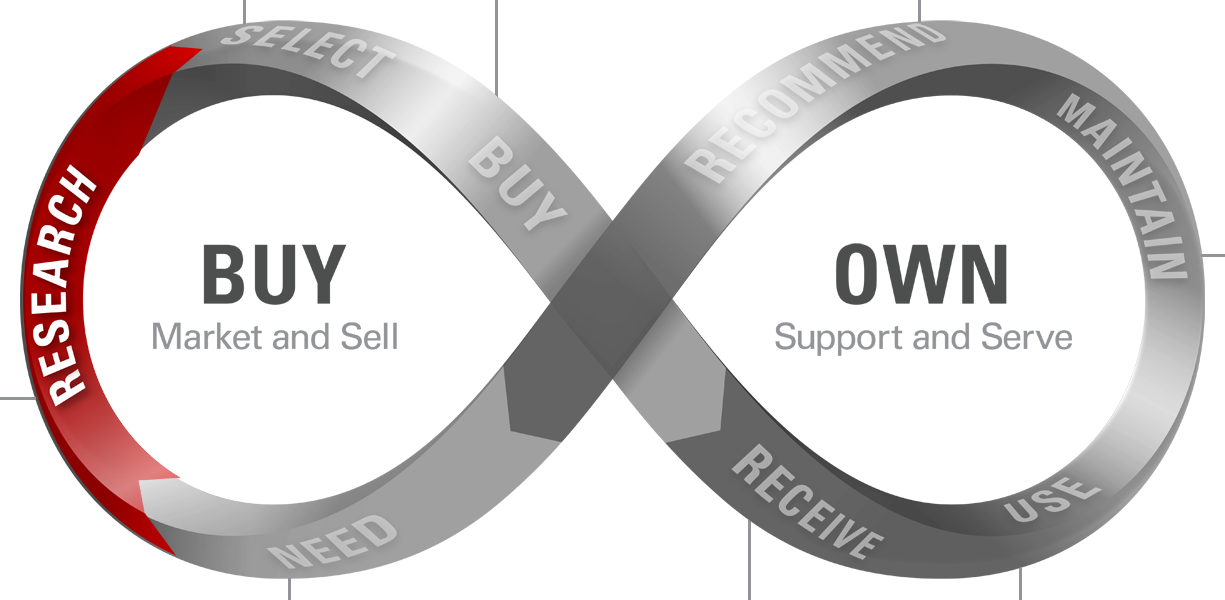 SELECT
RECOMMEND
MAINTAIN
BUY
RESEARCH
BUY
Market and Sell
OWN
Support and Serve
NEED
RECEIVE
USE